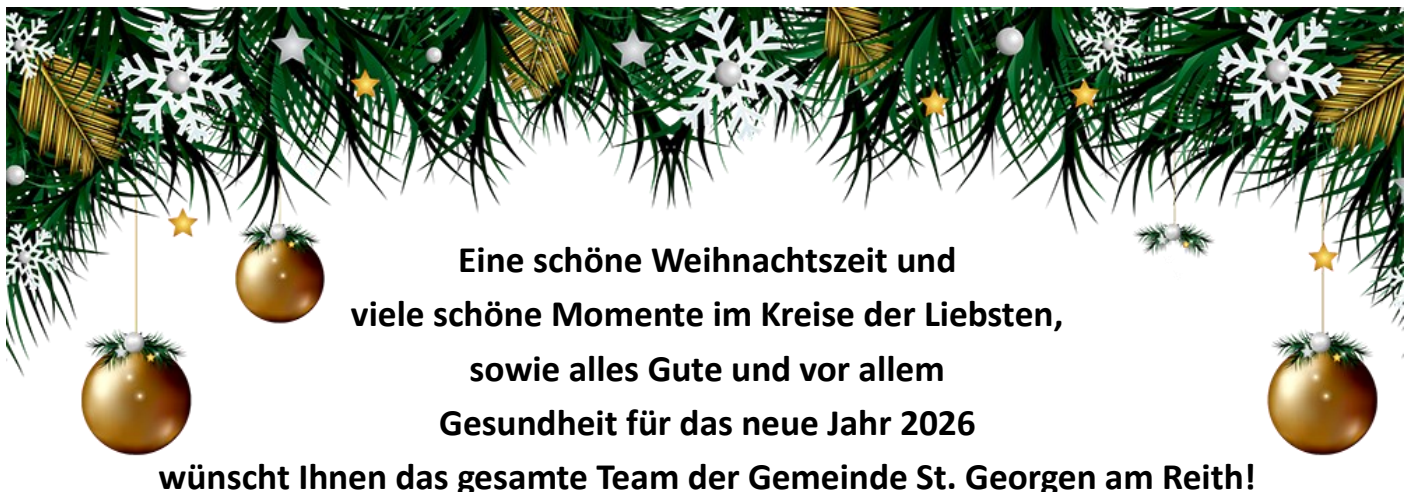 Eine schöne Weihnachtszeit und
viele schöne Momente im Kreise der Liebsten,
sowie alles Gute und vor allem
Gesundheit für das neue Jahr 2026
wünscht Ihnen das gesamte Team der Gemeinde St. Georgen am Reith!